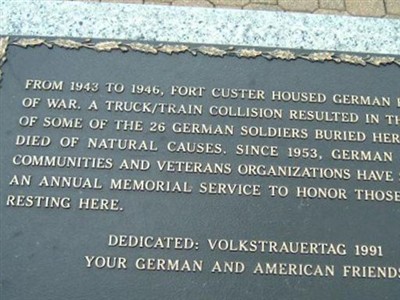 FROM 1943 TO 1946, FORT CUSTER HOUSED GERMAN
OF WAR. A TRUCK/TRAIN COLLISION RESULTED IN
OF SOME OF THE 26 GERMAN SOLDIERS BURIED
DIED OF NATURAL CAUSES. SINCE 1953, GERMAN
COMMUNITIES AND VETERANS ORGANIZATIONS HAVE
AN ANNUAL MEMORIAL SERVICE TO HONOR THOSE
RESTING HERE.
DEDICATED: VOLKSTRAUERTAG 1991
YOUR GERMAN AND AMERICAN FRIENDS